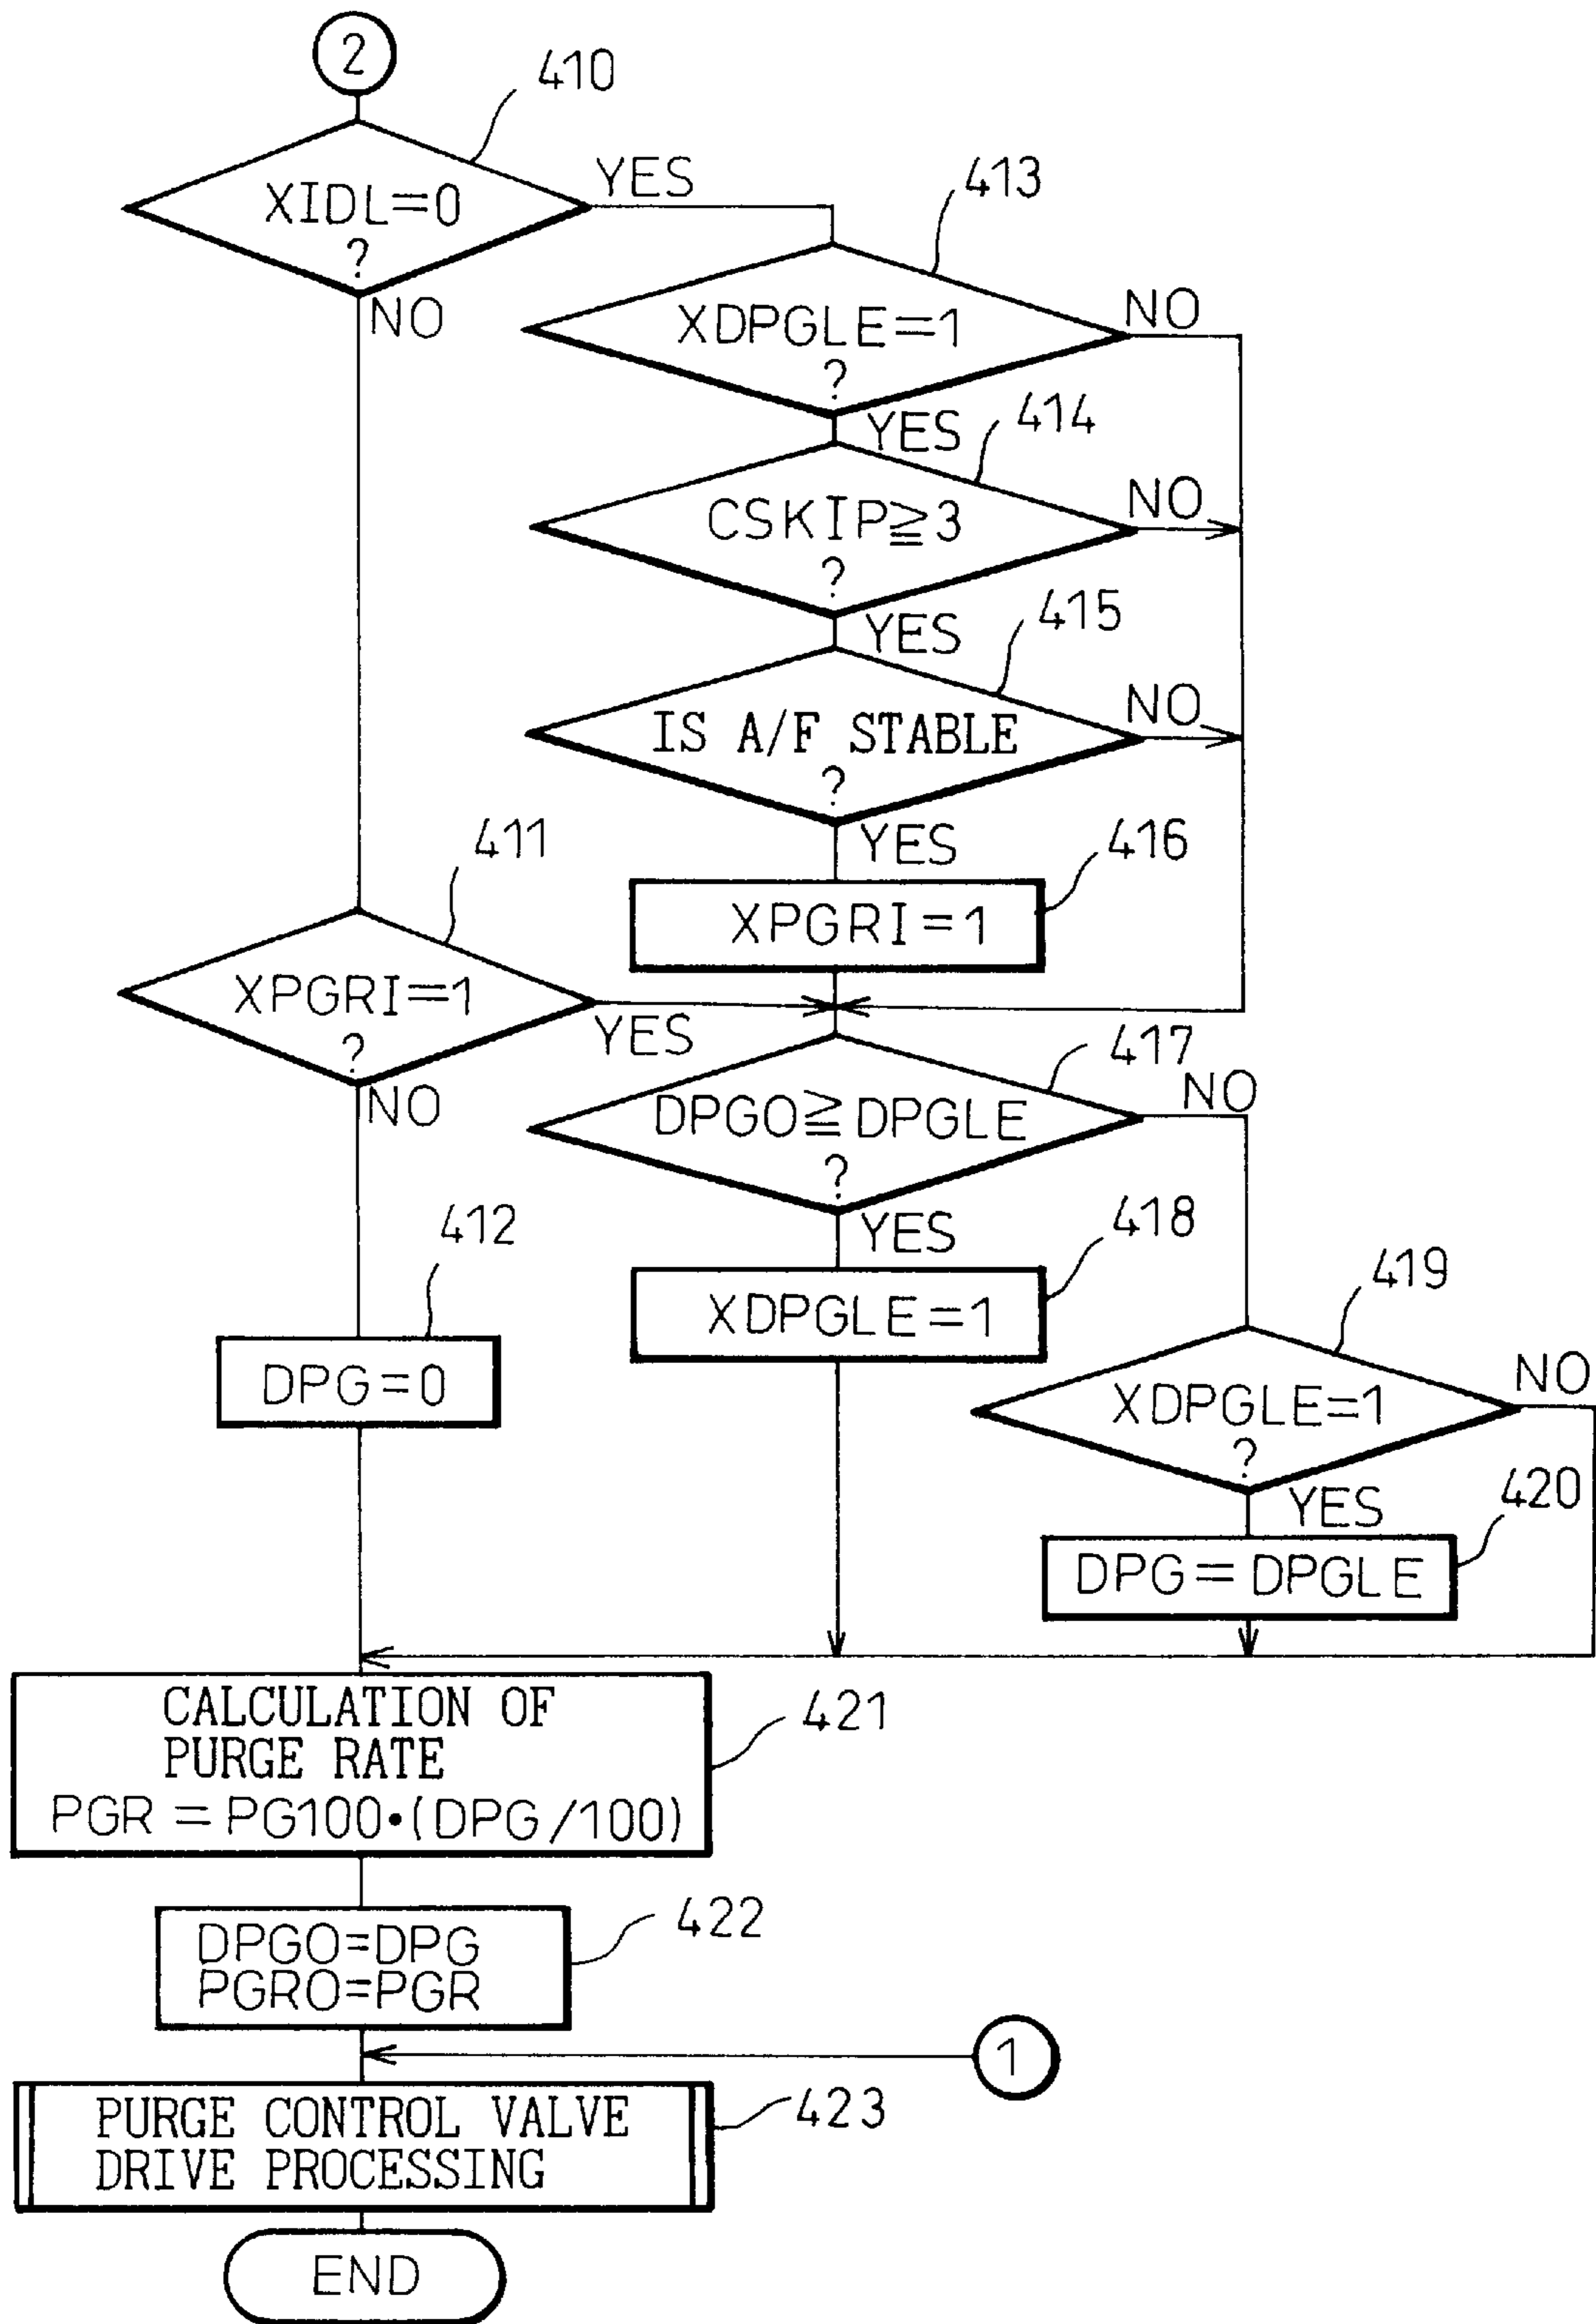 2
410
XIDL=0
?
YES
NO
413
XDPGLE=1
?
NO
YES
414
CSKIP≧3
?
NO
YES
415
IS A/F STABLE
?
NO
YES
416
XPGRI=1
411
XPGRI=1
?
YES
NO
417
DPGO≧DPGLE
?
NO
YES
418
XDPGLE=1
412
DPG=0
419
XDPGLE=1
?
NO
YES
420
DPG=DPGLE
CALCULATION OF
PURGE RATE
PGR = PG100•(DPG/100)
421
DPGO=DPG
PGRO=PGR
422
1
PURGE CONTROL VALVE
DRIVE PROCESSING
423
END